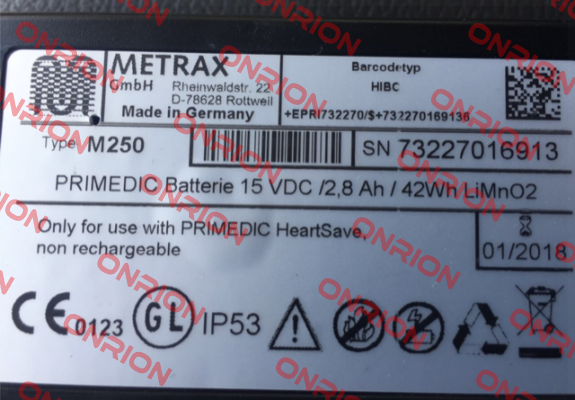 METRAX
GmbH Rheinwaldstr. 22
D-78628 Rottweil
Made in Germany
Barcodetyp
HIBC
+EPRI732270/$+732270169136
Type M250
SN 73227016913
PRIMEDIC Batterie 15 VDC /2,8 Ah / 42Wh LiMnO2
Only for use with PRIMEDIC HeartSave,
non rechargeable
01/2018
CE 0123 GL IP53
ONRION